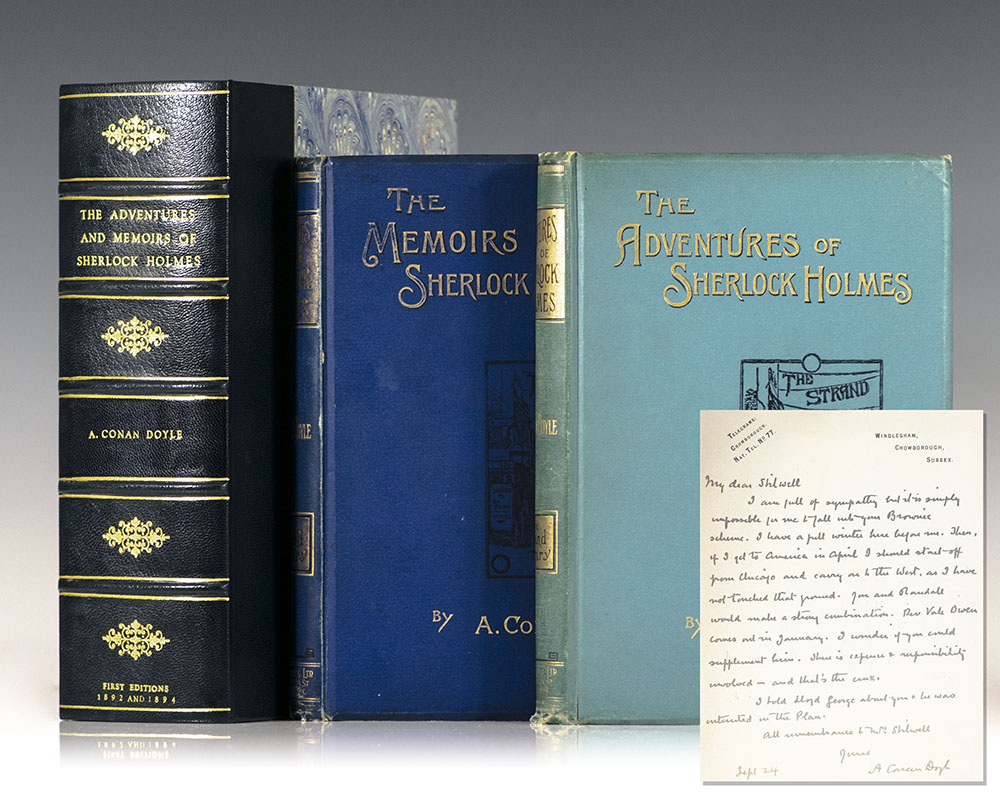 THE ADVENTURES
AND MEMOIRS OF
SHERLOCK HOLMES
A. CONAN DOYLE
FIRST EDITIONS
1892 AND 1894
THE
MEMOIRS
SHERLOCK
BY A. CO
THE
ADVENTURES OF
SHERLOCK HOLMES
THE
STRAND
BY
TELEGRAMS:
CROWBOROUGH.
NAT. TEL. NO. 77.
WINDLESHAM,
CROWBOROUGH,
SUSSEX.
My dear Stilwell
I am full of sympathy but it is simply
impossible for me to fall into your Brownie
scheme. I have a full winter here before me. Then,
if I get to America in April I should start off
from Chicago and carry on to the West, as I have
not touched that ground. You and Randall
would make a strong combination. Rev Vale Owen
comes out in January. I wonder if you could
supplement him. There is expense & responsibility
involved — and that's the crux.
I told Lloyd George about you & he was
interested in the Plan.
All remembrance to Mrs Stilwell
Yours
A Conan Doyle
Sept 24